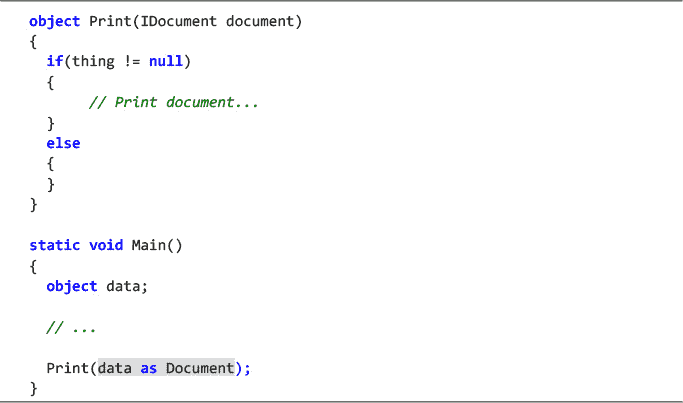 object Print(IDocument document)
{
if(thing != null)
{
// Print document...
}
else
{
}
}
static void Main()
{
object data;
// ...
Print(data as Document);
}